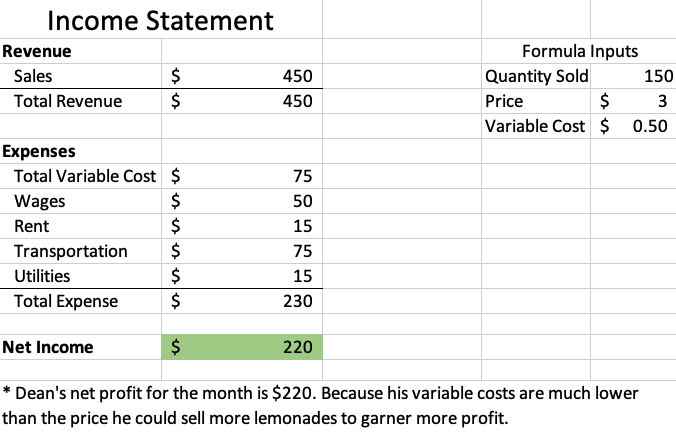 Income Statement
Revenue Formula Inputs
Sales $ 450 Quantity Sold 150
Total Revenue $ 450 Price $ 3
Variable Cost $ 0.50
Expenses
Total Variable Cost $ 75
Wages $ 50
Rent $ 15
Transportation $ 75
Utilities $ 15
Total Expense $ 230
Net Income $ 220
* Dean's net profit for the month is $220. Because his variable costs are much lower
than the price he could sell more lemonades to garner more profit.